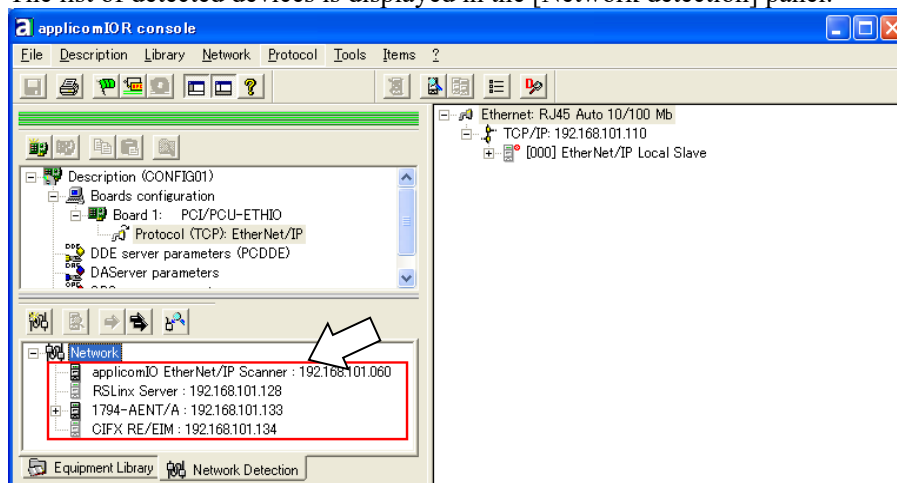 The list of detected devices is displayed in the [Network detection] panel.
applicomIOR console
File Description Library Network Protocol Tools Items ?
Ethernet: RJ45 Auto 10/100 Mb
TCP/IP: 192.168.101.110
[000] EtherNet/IP Local Slave
Description (CONFIG01)
Boards configuration
Board 1: PCI/PCU-ETHIO
Protocol (TCP): EtherNet/IP
DDE server parameters (PCDDE)
DAServer parameters
Network
applicomIO EtherNet/IP Scanner : 192.168.101.060
RSLinx Server : 192.168.101.128
1794-AENT/A : 192.168.101.133
CIFX RE/EIM : 192.168.101.134
Equipment Library Network Detection